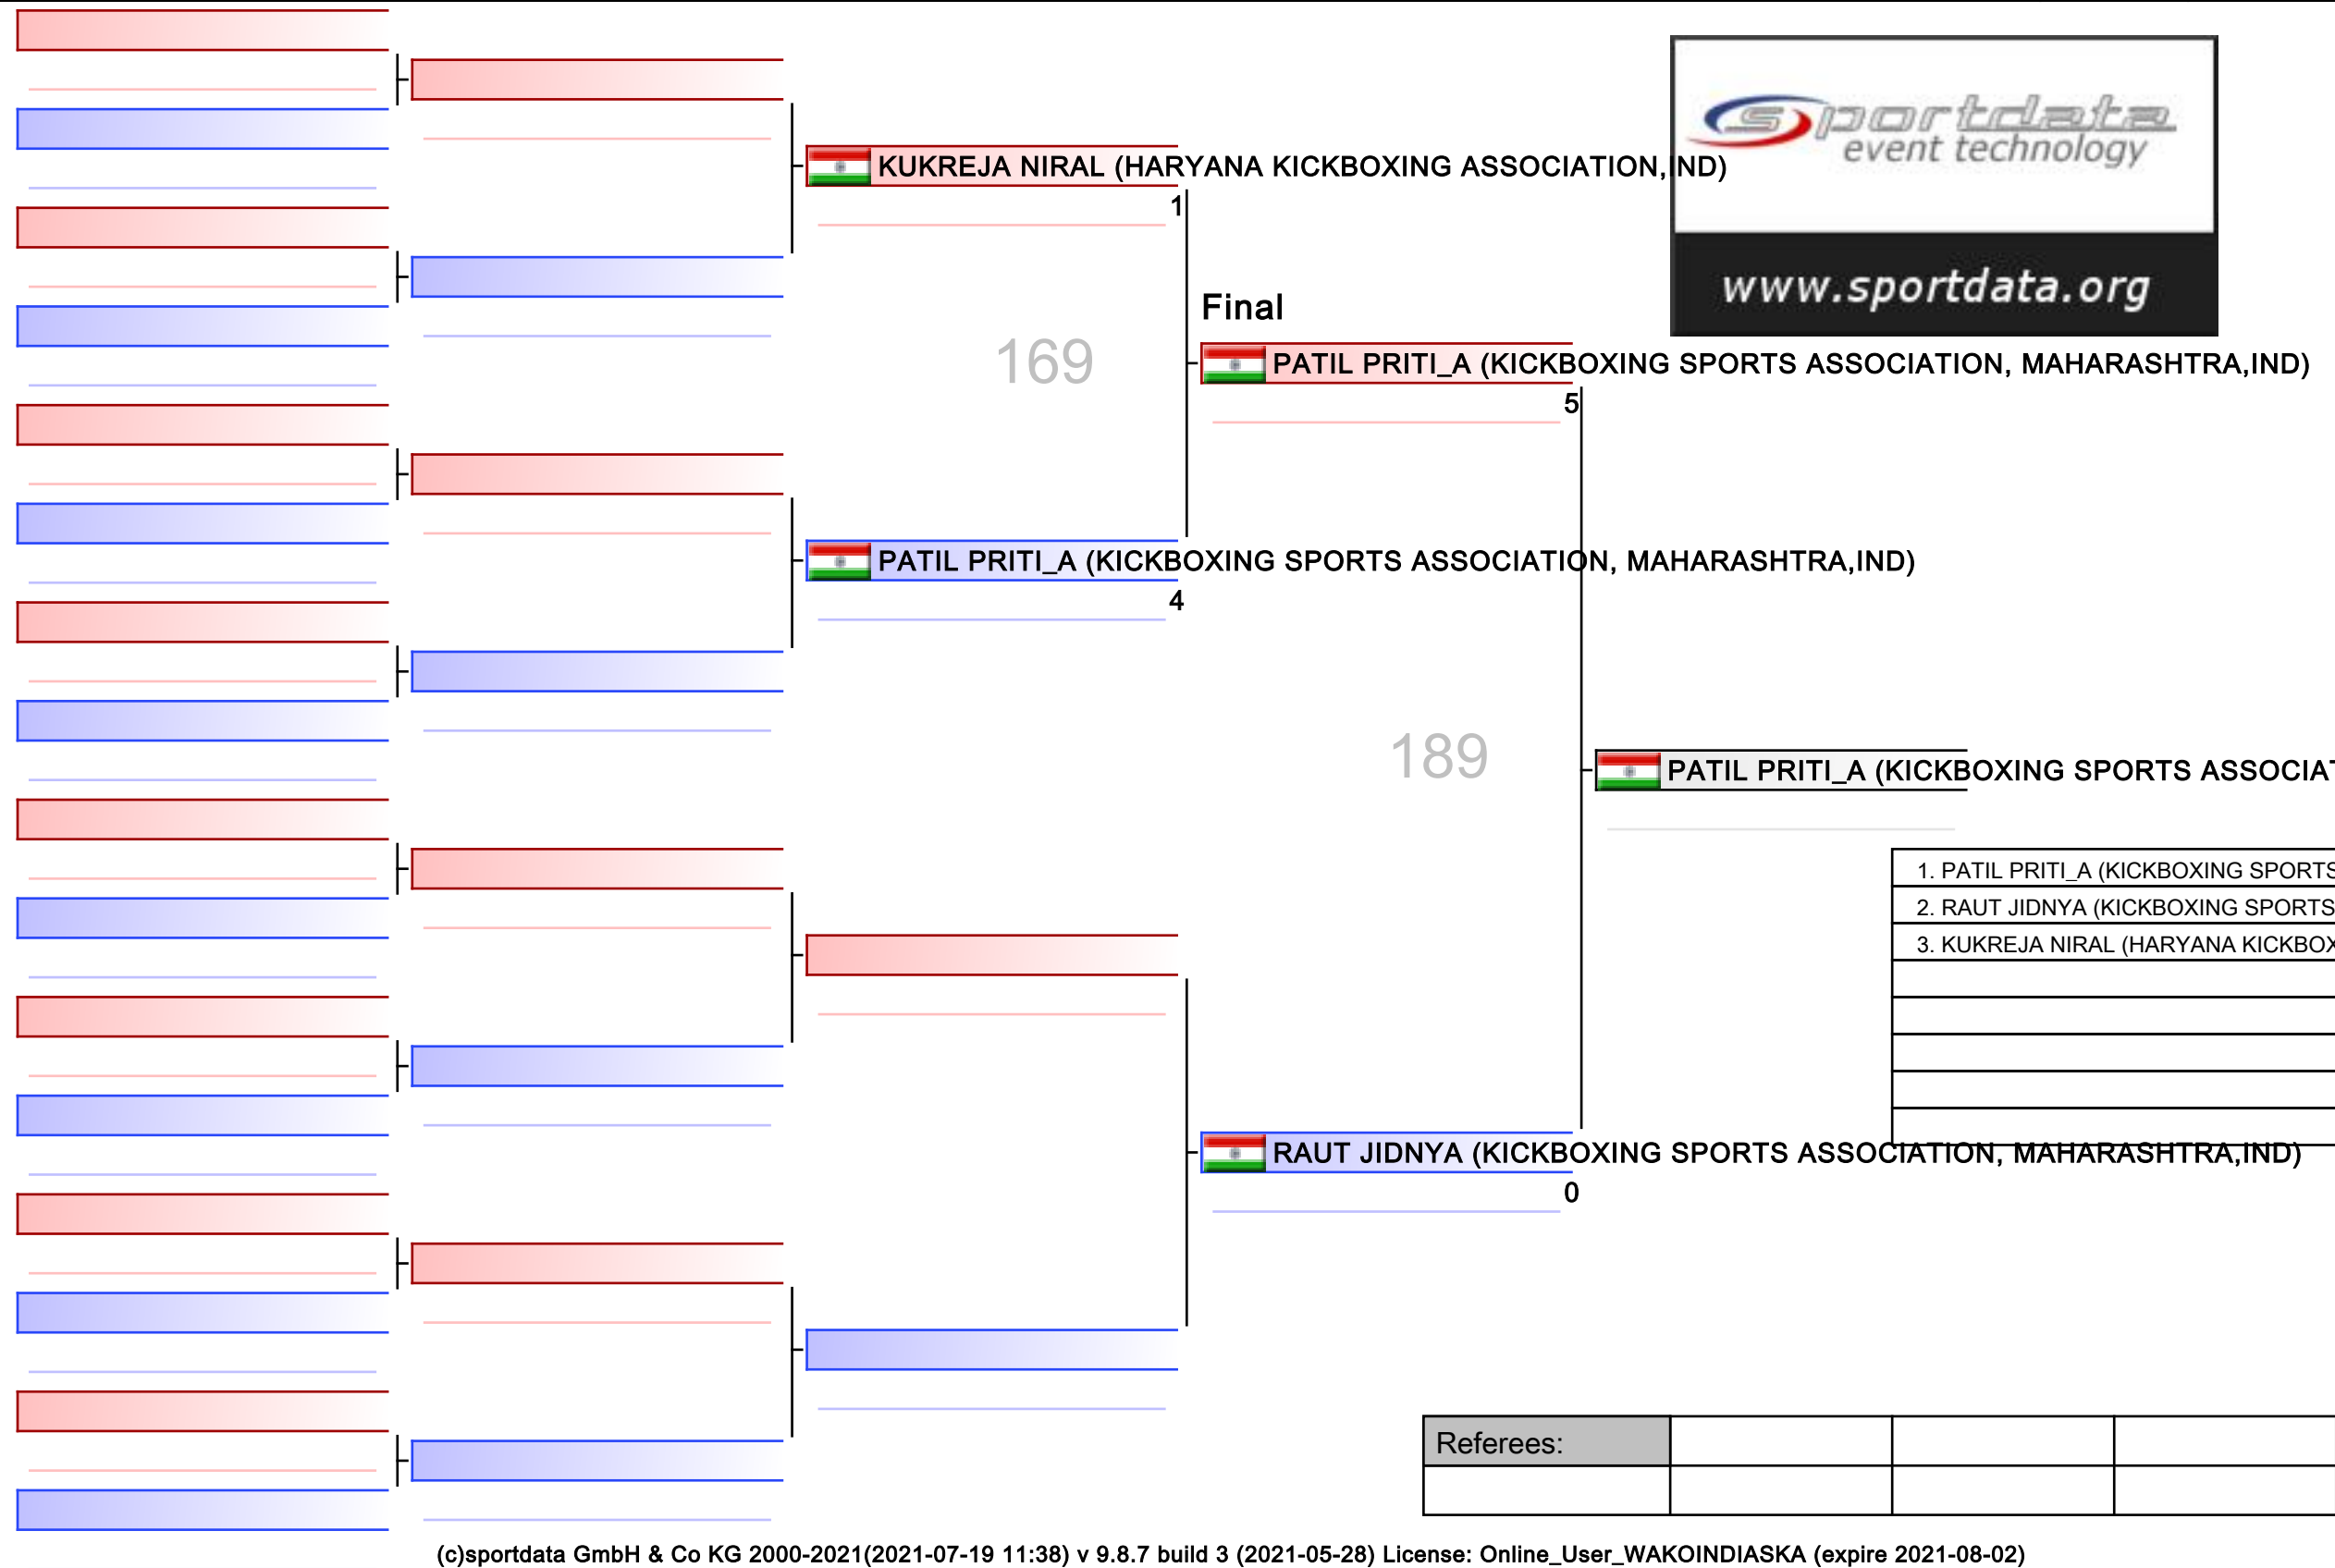 KUKREJA NIRAL (HARYANA KICKBOXING ASSOCIATION,IND)
1
sportdata
event technology
www.sportdata.org
Final
169
PATIL PRITI_A (KICKBOXING SPORTS ASSOCIATION, MAHARASHTRA,IND)
5
PATIL PRITI_A (KICKBOXING SPORTS ASSOCIATION, MAHARASHTRA,IND)
4
189
PATIL PRITI_A (KICKBOXING SPORTS ASSOCIAT
1. PATIL PRITI_A (KICKBOXING SPORTS
2. RAUT JIDNYA (KICKBOXING SPORTS
3. KUKREJA NIRAL (HARYANA KICKBOX
RAUT JIDNYA (KICKBOXING SPORTS ASSOCIATION, MAHARASHTRA,IND)
0
Referees:
(c)sportdata GmbH & Co KG 2000-2021(2021-07-19 11:38) v 9.8.7 build 3 (2021-05-28) License: Online_User_WAKOINDIASKA (expire 2021-08-02)